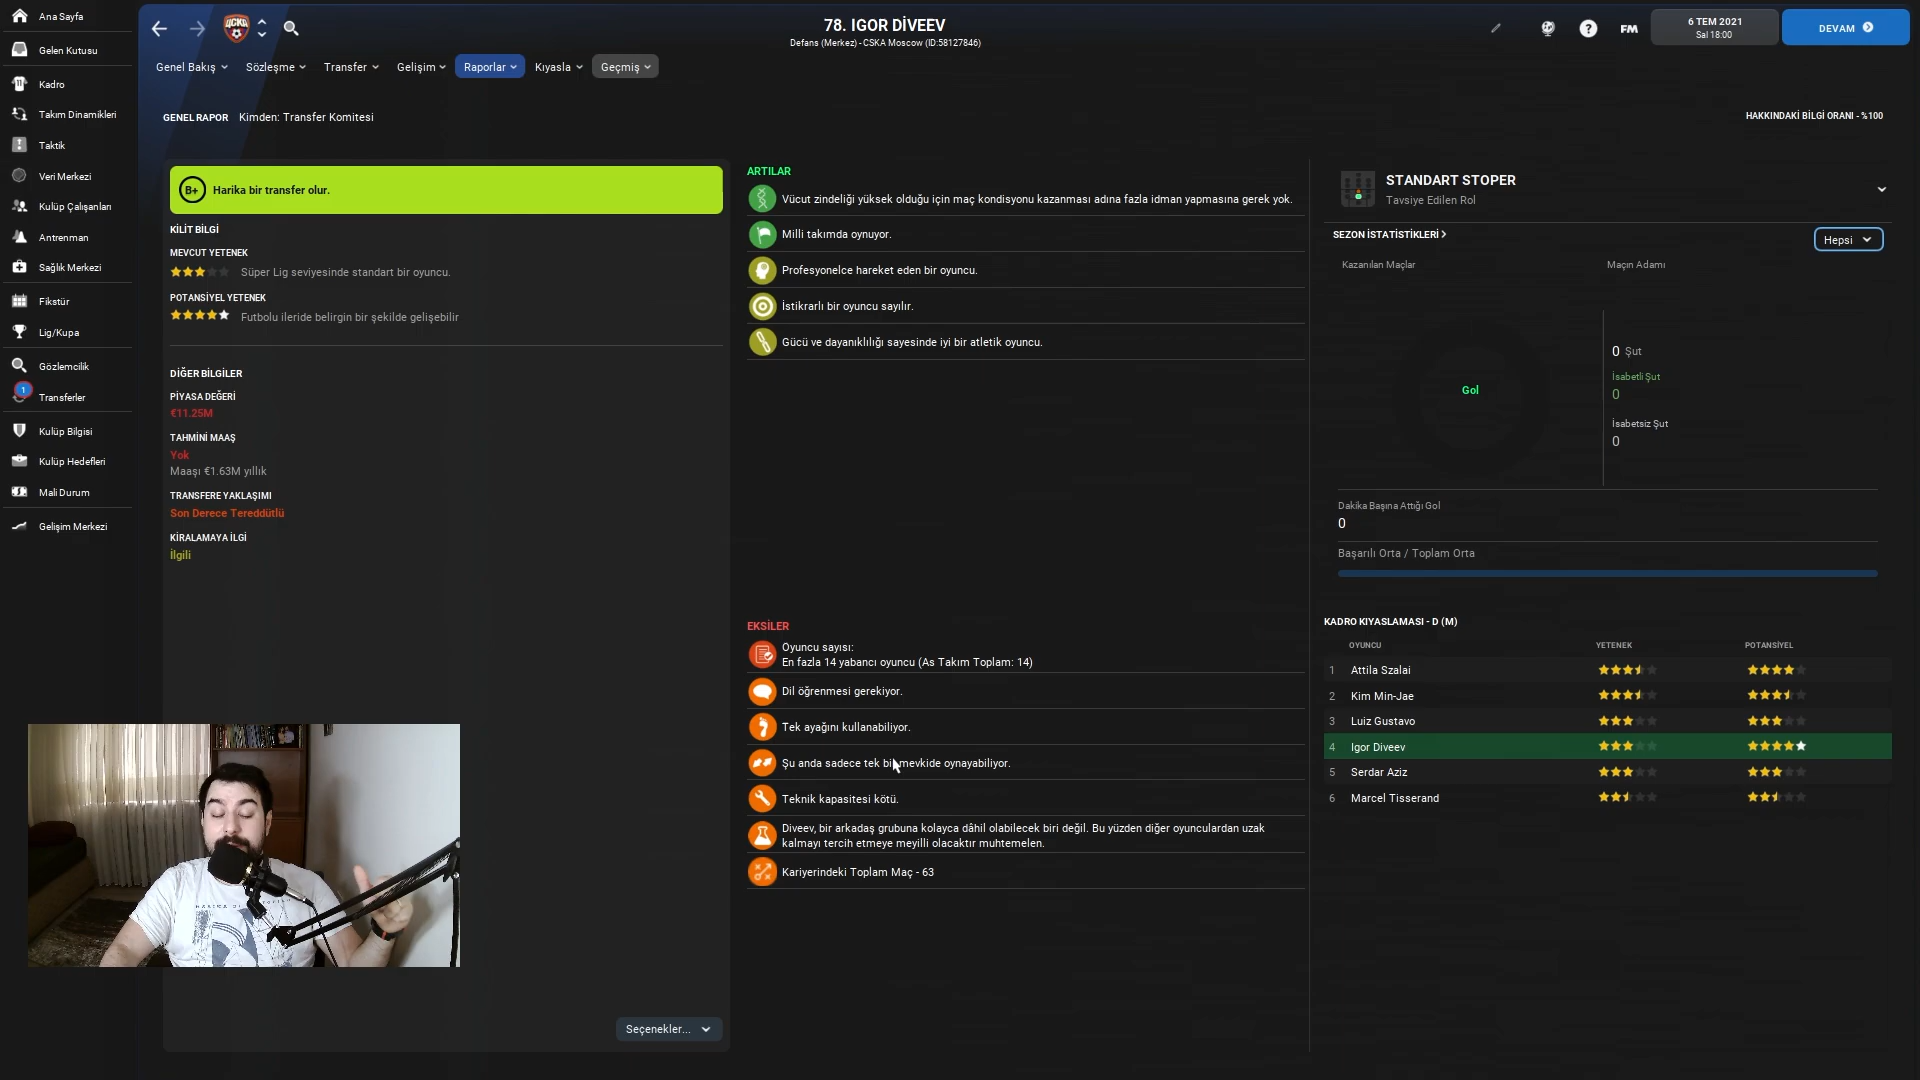 Ana Sayfa
Gelen Kutusu
Kadro
Takım Dinamikleri
Taktik
Veri Merkezi
Kulüp Çalışanları
Antrenman
Sağlık Merkezi
Fikstür
Lig/Kupa
Gözlemcilik
1
Transferler
Kulüp Bilgisi
Kulüp Hedefleri
Mali Durum
Gelişim Merkezi
ЦСКА
78. IGOR DİVEEV
Defans (Merkez) - CSKA Moscow (ID:58127846)
?
FM
6 TEM 2021
Sal 18:00
DEVAM
Genel Bakış
Sözleşme
Transfer
Gelişim
Raporlar
Kıyasla
Geçmiş
GENEL RAPOR Kimden: Transfer Komitesi
HAKKINDAKİ BİLGİ ORANI - %100
B+ Harika bir transfer olur.
KİLİT BİLGİ
MEVCUT YETENEK
Süper Lig seviyesinde standart bir oyuncu.
POTANSİYEL YETENEK
Futbolu ileride belirgin bir şekilde gelişebilir
DİĞER BİLGİLER
PİYASA DEĞERİ
€11.25M
TAHMİNİ MAAŞ
Yok
Maaşı €1.63M yıllık
TRANSFERE YAKLAŞIMI
Son Derece Tereddütlü
KİRALAMAYA İLGİ
İlgili
Seçenekler...
ARTILAR
Vücut zindeliği yüksek olduğu için maç kondisyonu kazanması adına fazla idman yapmasına gerek yok.
Milli takımda oynuyor.
Profesyonelce hareket eden bir oyuncu.
İstikrarlı bir oyuncu sayılır.
Gücü ve dayanıklılığı sayesinde iyi bir atletik oyuncu.
EKSİLER
Oyuncu sayısı:
En fazla 14 yabancı oyuncu (As Takım Toplam: 14)
Dil öğrenmesi gerekiyor.
Tek ayağını kullanabiliyor.
Şu anda sadece tek bir mevkide oynayabiliyor.
Teknik kapasitesi kötü.
Diveev, bir arkadaş grubuna kolayca dâhil olabilecek biri değil. Bu yüzden diğer oyunculardan uzak
kalmayı tercih etmeye meyilli olacaktır muhtemelen.
Kariyerindeki Toplam Maç - 63
STANDART STOPER
Tavsiye Edilen Rol
SEZON İSTATİSTİKLERİ
Hepsi
Kazanılan Maçlar
Maçın Adamı
Gol
0 Şut
İsabetli Şut
0
İsabetsiz Şut
0
Dakika Başına Attığı Gol
0
Başarılı Orta / Toplam Orta
KADRO KIYASLAMASI - D (M)
OYUNCU YETENEK POTANSİYEL
1 Attila Szalai
2 Kim Min-Jae
3 Luiz Gustavo
4 Igor Diveev
5 Serdar Aziz
6 Marcel Tisserand